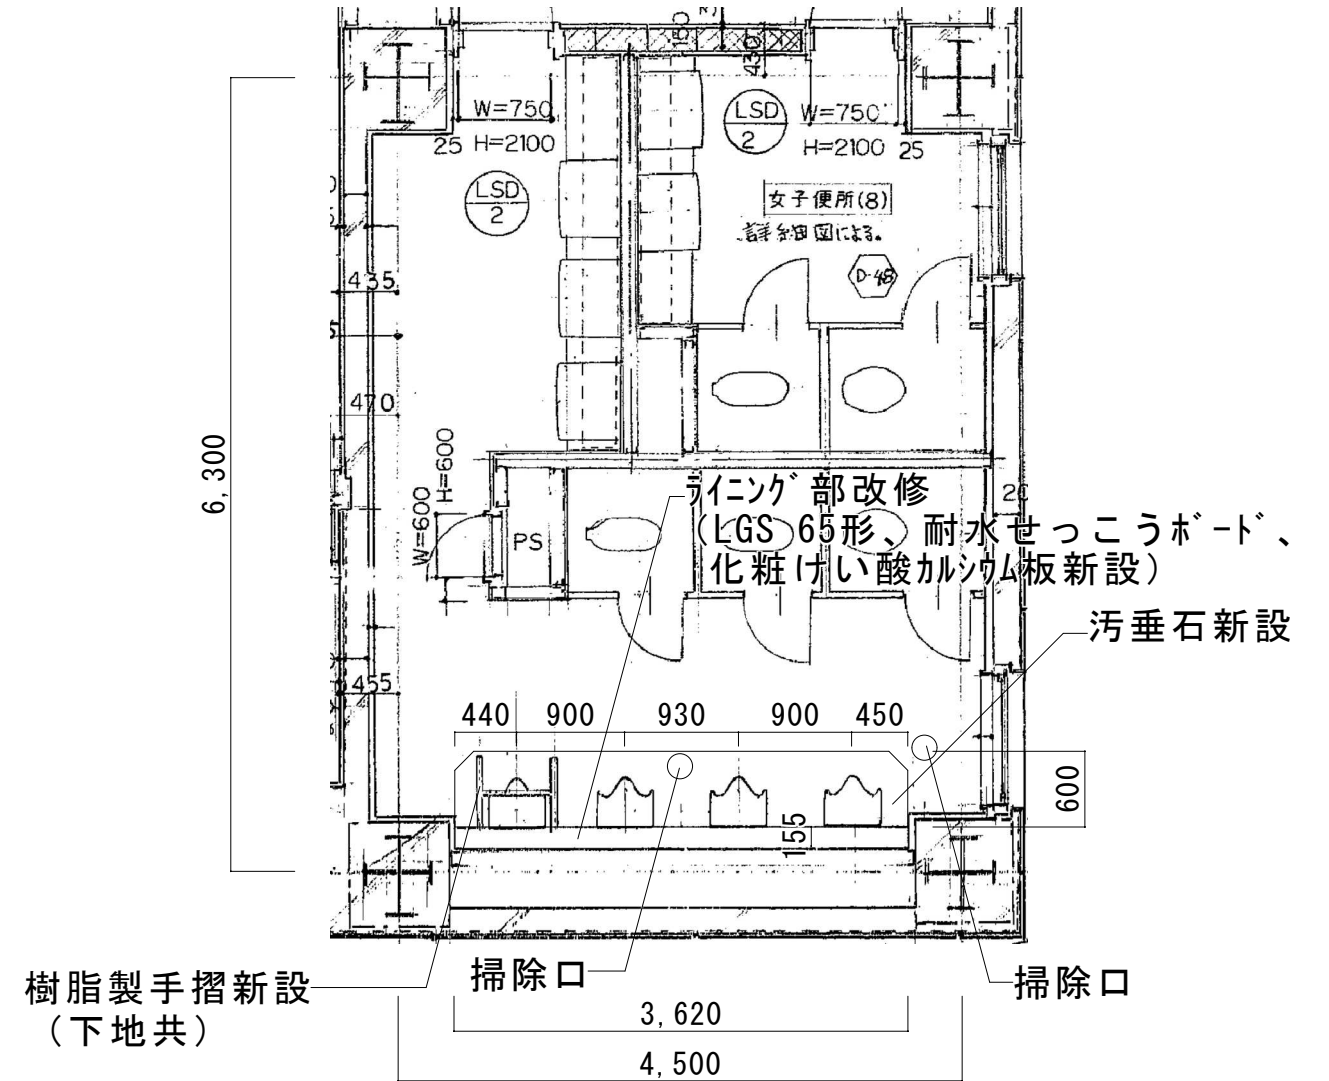 150
430
W=750
25 H=2100
LSD
2
LSD
2
W=750
H=2100 25
女子便所(8)
詳細図による。
D-48
435
470
6,300
H=600
W=600
PS
ライニング部改修
(LGS 65形、耐水せっこうボード、
化粧けい酸カルシウム板新設)
汚垂石新設
455
440 900 930 900 450
600
155
樹脂製手摺新設
(下地共)
掃除口
掃除口
3,620
4,500